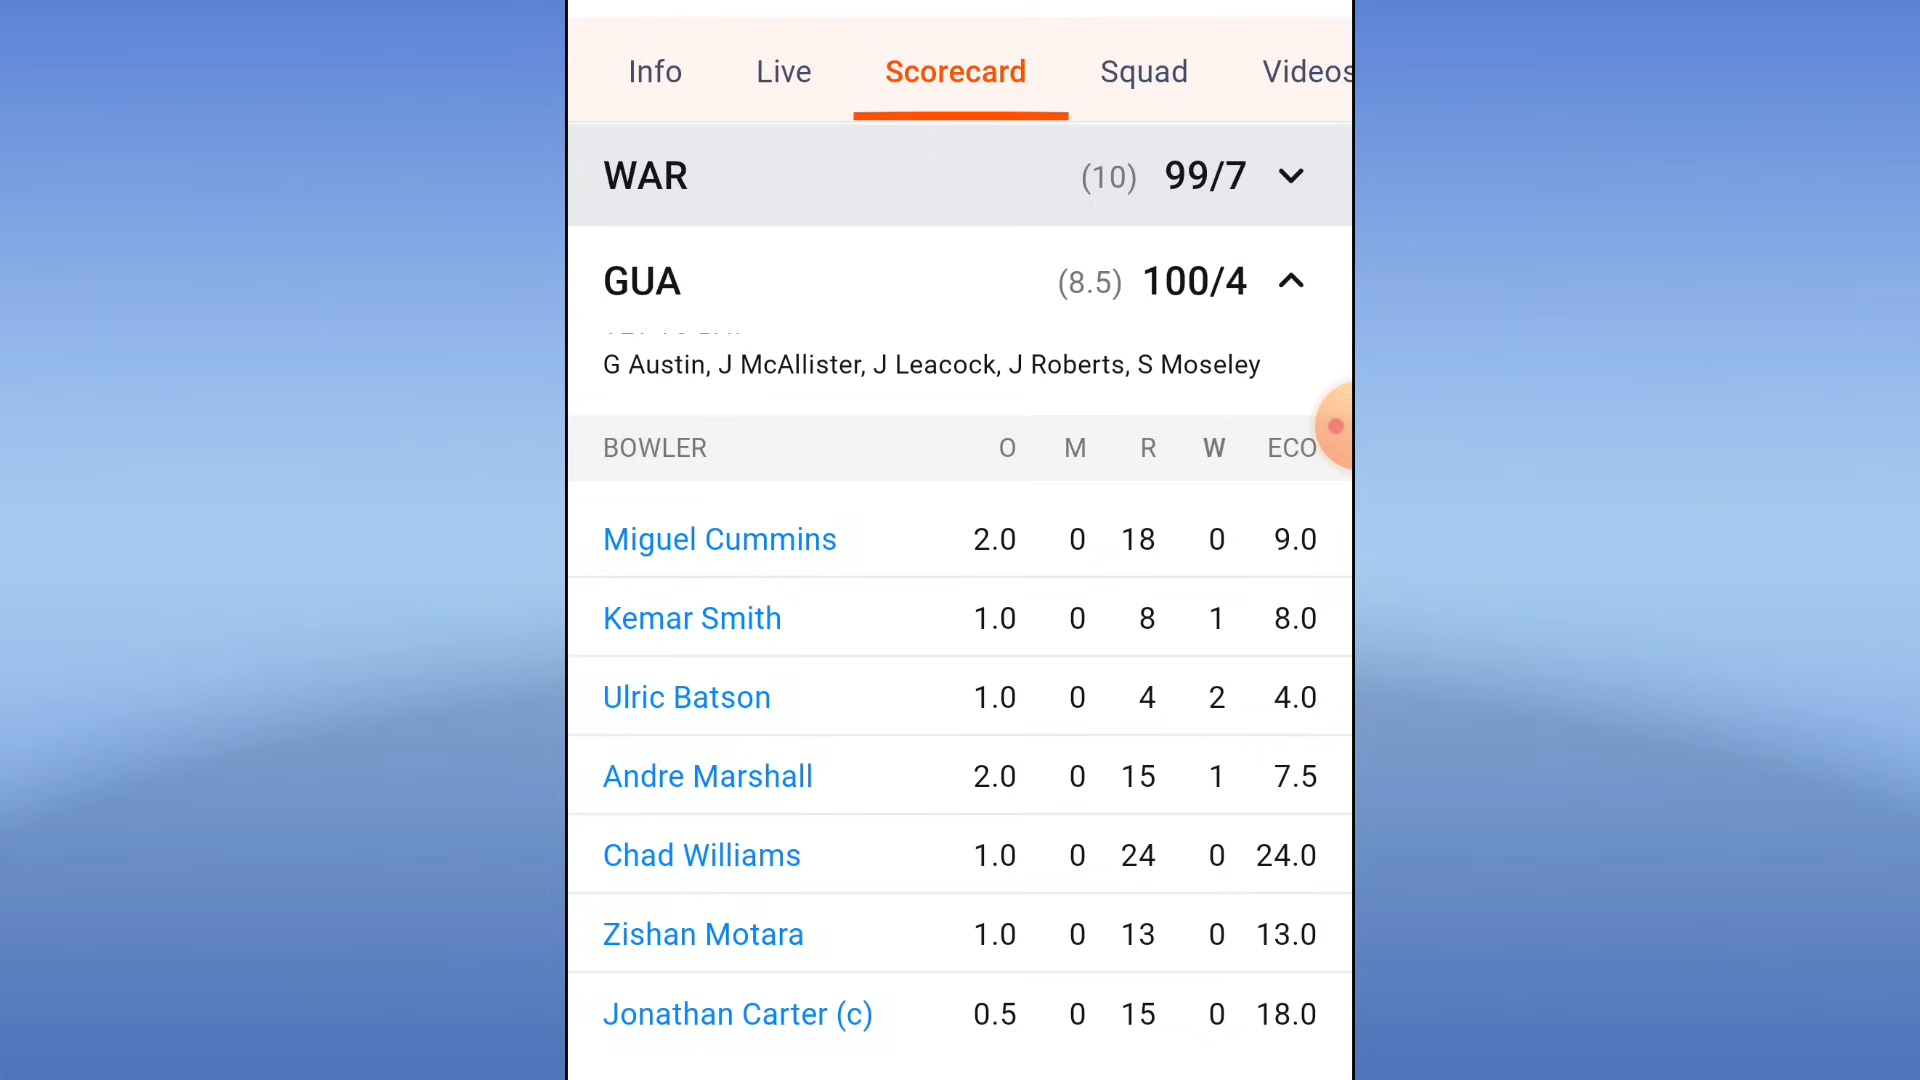 Info Live Scorecard Squad Videos
WAR (10) 99/7
GUA (8.5) 100/4
G Austin, J McAllister, J Leacock, J Roberts, S Moseley
BOWLER O M R W ECO
Miguel Cummins 2.0 0 18 0 9.0
Kemar Smith 1.0 0 8 1 8.0
Ulric Batson 1.0 0 4 2 4.0
Andre Marshall 2.0 0 15 1 7.5
Chad Williams 1.0 0 24 0 24.0
Zishan Motara 1.0 0 13 0 13.0
Jonathan Carter (c) 0.5 0 15 0 18.0